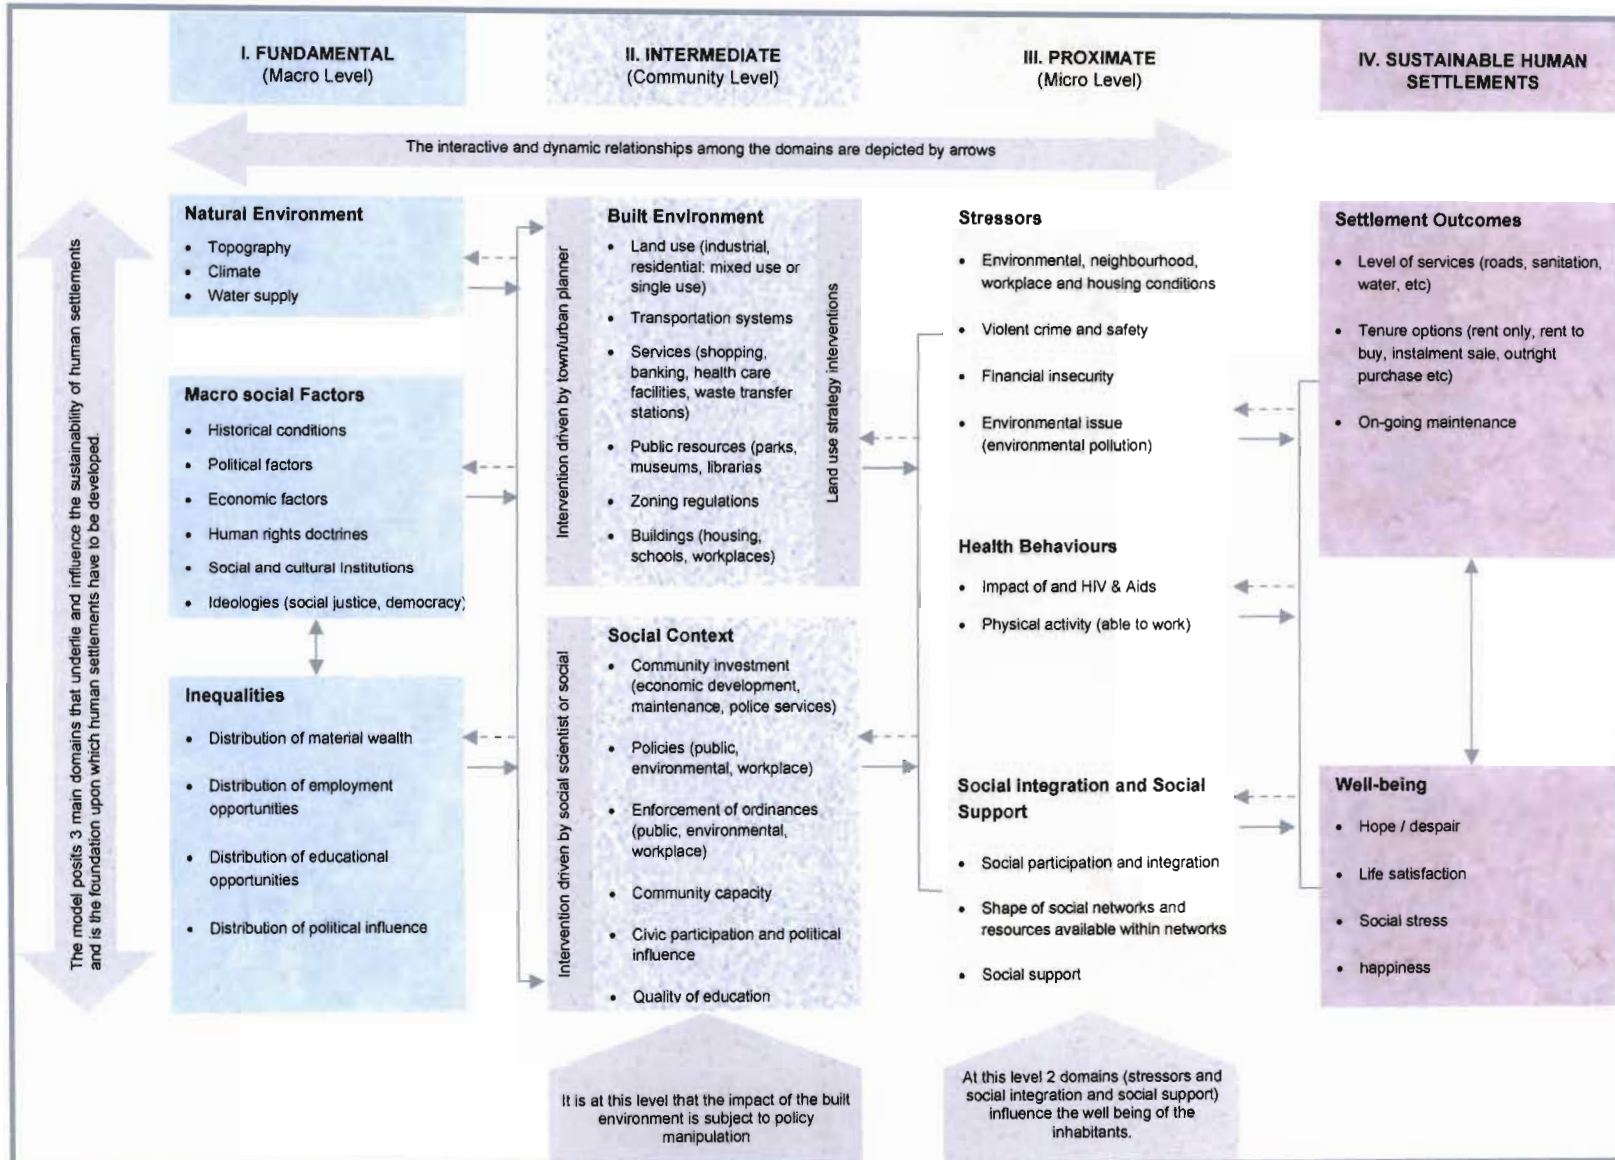 I. FUNDAMENTAL
(Macro Level)
II. INTERMEDIATE
(Community Level)
III. PROXIMATE
(Micro Level)
IV. SUSTAINABLE HUMAN
SETTLEMENTS
The interactive and dynamic relationships among the domains are depicted by arrows
The model posits 3 main domains that underlie and influence the sustainability of human settlements
and is the foundation upon which human settlements have to be developed.
Natural Environment
• Topography
• Climate
• Water supply
Macro social Factors
• Historical conditions
• Political factors
• Economic factors
• Human rights doctrines
• Social and cultural Institutions
• Ideologies (social justice, democracy)
Inequalities
• Distribution of material wealth
• Distribution of employment
opportunities
• Distribution of educational
opportunities
• Distribution of political influence
Intervention driven by town/urban planner
Built Environment
• Land use (industrial,
residential: mixed use or
single use)
• Transportation systems
• Services (shopping,
banking, health care
facilities, waste transfer
stations)
• Public resources (parks,
museums, libraries
• Zoning regulations
• Buildings (housing,
schools, workplaces)
Land use strategy interventions
Intervention driven by social scientist or social
Social Context
• Community investment
(economic development,
maintenance, police services)
• Policies (public,
environmental, workplace)
• Enforcement of ordinances
(public, environmental,
workplace)
• Community capacity
• Civic participation and political
influence
• Quality of education
It is at this level that the impact of the built
environment is subject to policy
manipulation
Stressors
• Environmental, neighbourhood,
workplace and housing conditions
• Violent crime and safety
• Financial insecurity
• Environmental issue
(environmental pollution)
Health Behaviours
• Impact of and HIV & Aids
• Physical activity (able to work)
Social integration and Social
Support
• Social participation and integration
• Shape of social networks and
resources available within networks
• Social support
At this level 2 domains (stressors and
social integration and social support)
influence the well being of the
inhabitants.
Settlement Outcomes
• Level of services (roads, sanitation,
water, etc)
• Tenure options (rent only, rent to
buy, instalment sale, outright
purchase etc)
• On-going maintenance
Well-being
• Hope / despair
• Life satisfaction
• Social stress
• happiness